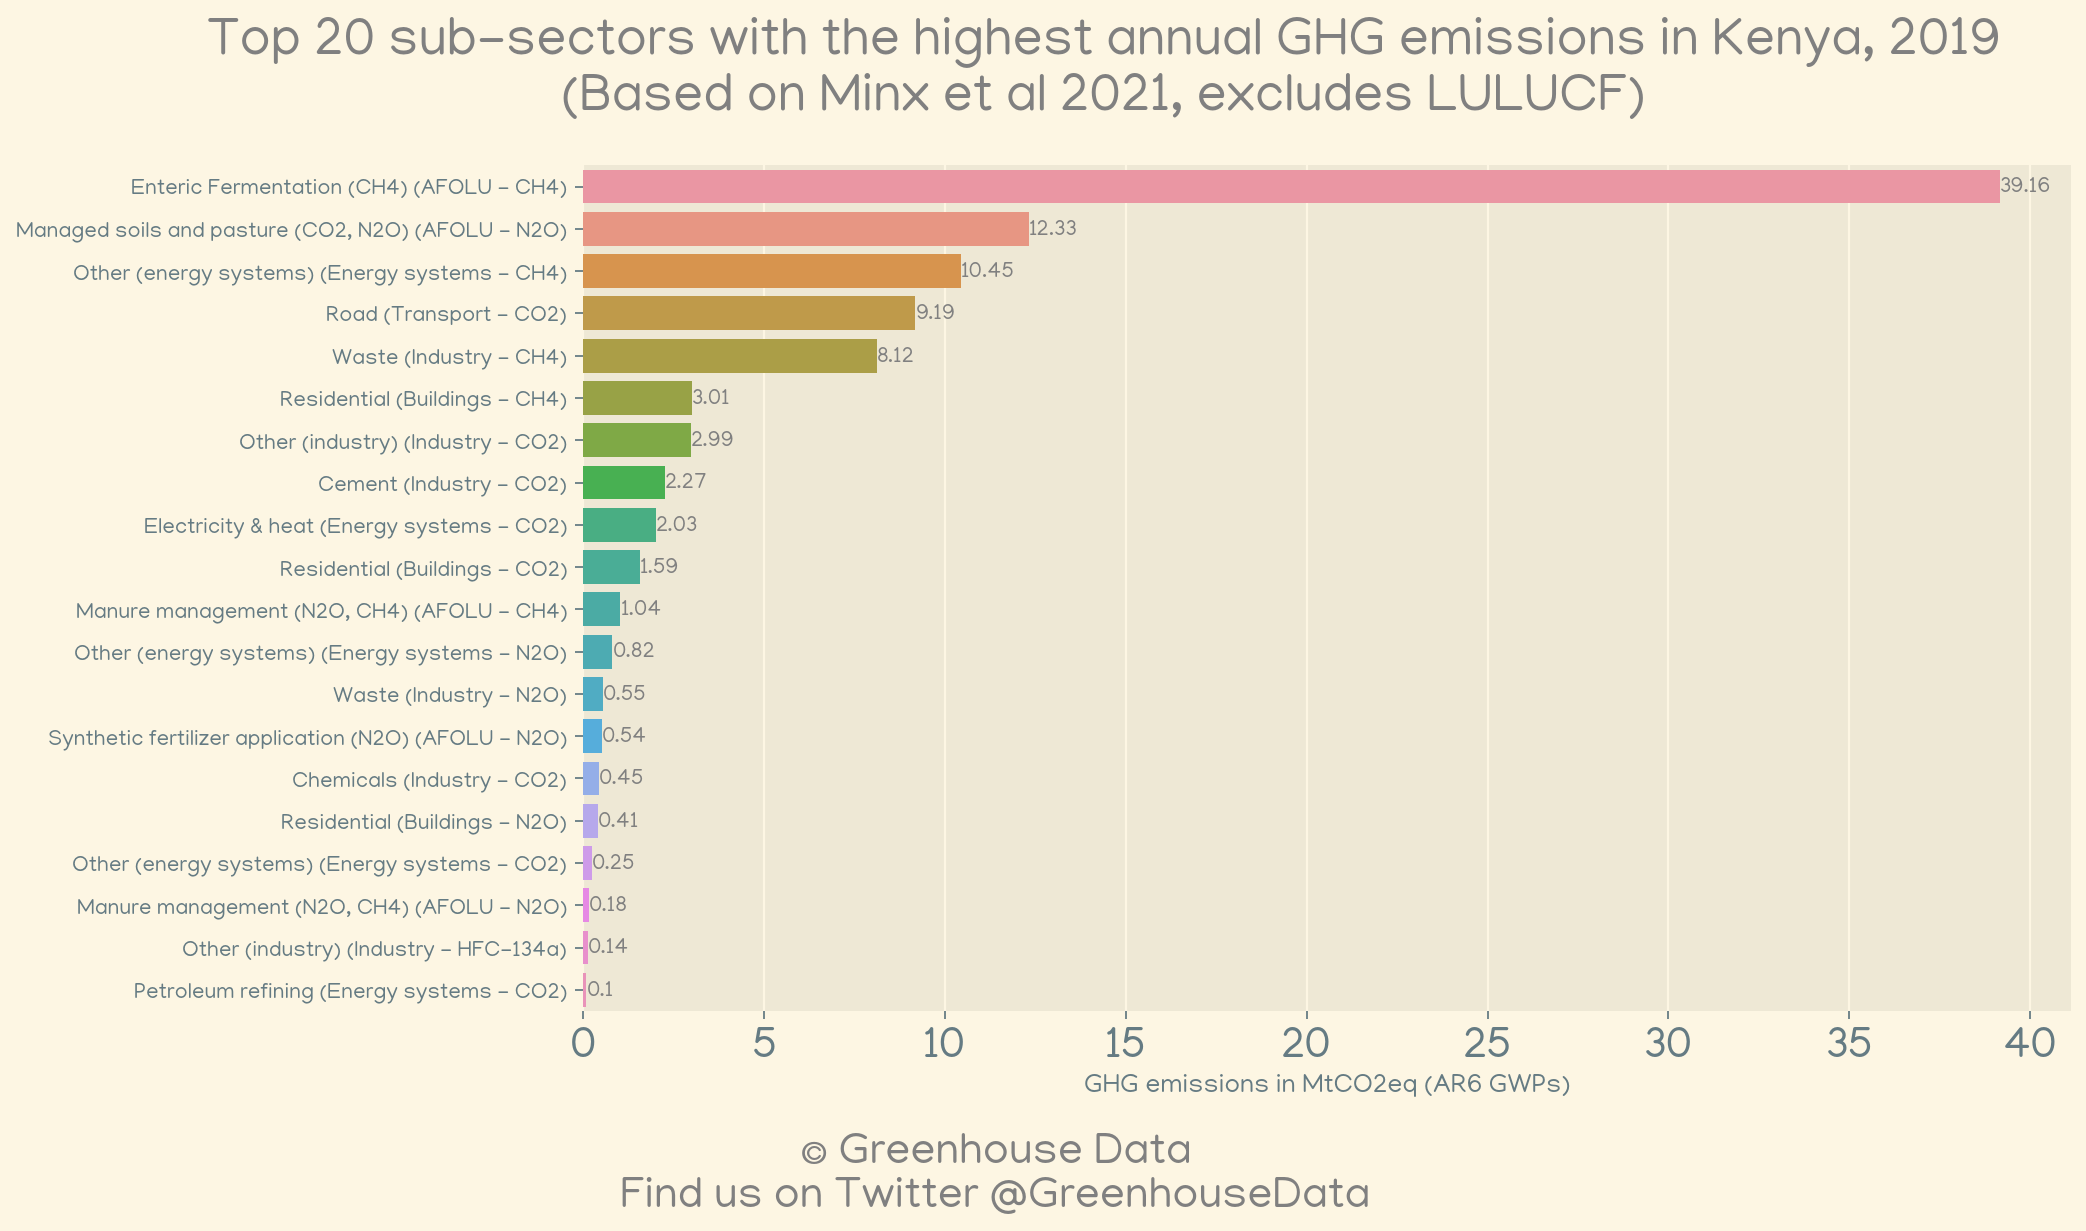 Top 20 sub-sectors with the highest annual GHG emissions in Kenya, 2019
(Based on Minx et al 2021, excludes LULUCF)
Enteric Fermentation (CH4) (AFOLU - CH4) 39.16
Managed soils and pasture (CO2, N2O) (AFOLU - N2O) 12.33
Other (energy systems) (Energy systems - CH4) 10.45
Road (Transport - CO2) 9.19
Waste (Industry - CH4) 8.12
Residential (Buildings - CH4) 3.01
Other (industry) (Industry - CO2) 2.99
Cement (Industry - CO2) 2.27
Electricity & heat (Energy systems - CO2) 2.03
Residential (Buildings - CO2) 1.59
Manure management (N2O, CH4) (AFOLU - CH4) 1.04
Other (energy systems) (Energy systems - N2O) 0.82
Waste (Industry - N2O) 0.55
Synthetic fertilizer application (N2O) (AFOLU - N2O) 0.54
Chemicals (Industry - CO2) 0.45
Residential (Buildings - N2O) 0.41
Other (energy systems) (Energy systems - CO2) 0.25
Manure management (N2O, CH4) (AFOLU - N2O) 0.18
Other (industry) (Industry - HFC-134a) 0.14
Petroleum refining (Energy systems - CO2) 0.1
0 5 10 15 20 25 30 35 40
GHG emissions in MtCO2eq (AR6 GWPs)
© Greenhouse Data
Find us on Twitter @GreenhouseData